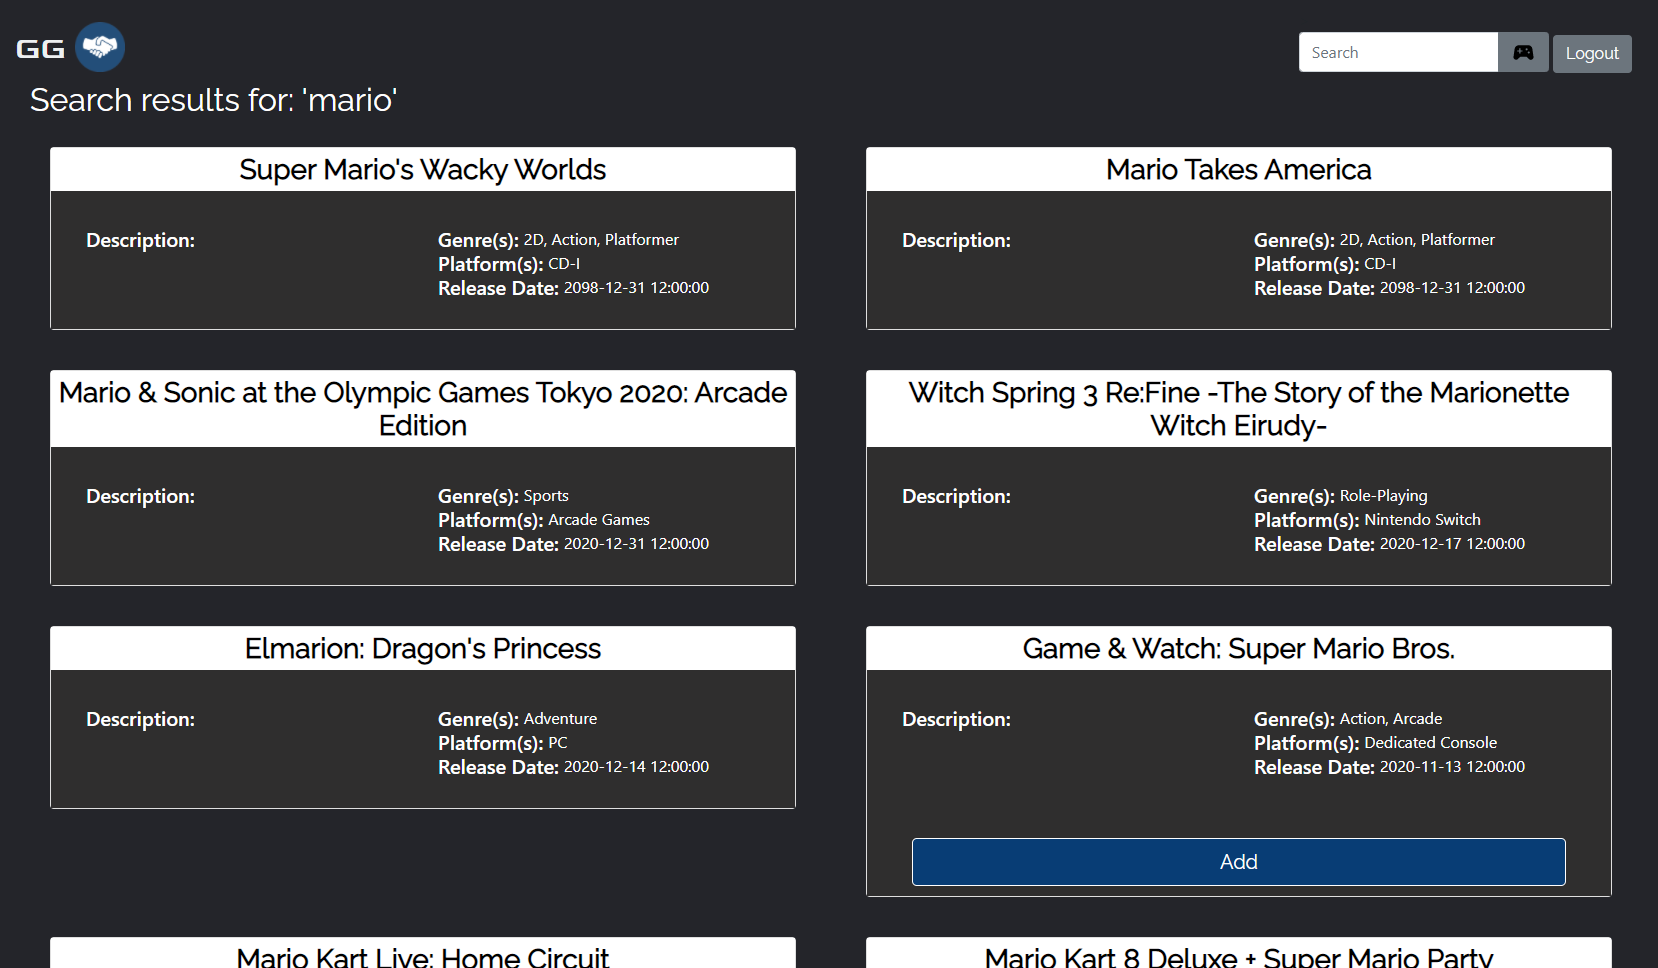 GG
Search
Logout
Search results for: 'mario'
Super Mario's Wacky Worlds
Description:
Genre(s): 2D, Action, Platformer
Platform(s): CD-I
Release Date: 2098-12-31 12:00:00
Mario Takes America
Description:
Genre(s): 2D, Action, Platformer
Platform(s): CD-I
Release Date: 2098-12-31 12:00:00
Mario & Sonic at the Olympic Games Tokyo 2020: Arcade
Edition
Description:
Genre(s): Sports
Platform(s): Arcade Games
Release Date: 2020-12-31 12:00:00
Witch Spring 3 Re:Fine -The Story of the Marionette
Witch Eirudy-
Description:
Genre(s): Role-Playing
Platform(s): Nintendo Switch
Release Date: 2020-12-17 12:00:00
Elmarion: Dragon's Princess
Description:
Genre(s): Adventure
Platform(s): PC
Release Date: 2020-12-14 12:00:00
Game & Watch: Super Mario Bros.
Description:
Genre(s): Action, Arcade
Platform(s): Dedicated Console
Release Date: 2020-11-13 12:00:00
Add
Mario Kart Live: Home Circuit
Mario Kart 8 Deluxe + Super Mario Party